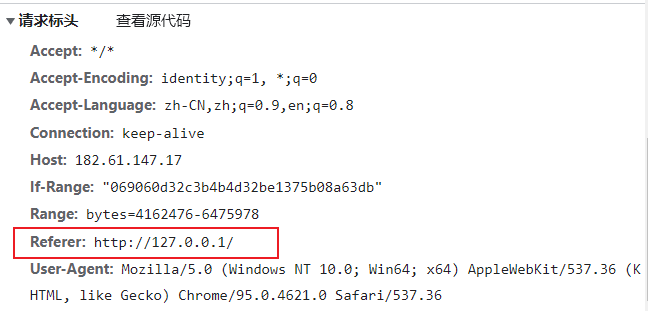 请求标头 查看源代码
Accept: */*
Accept-Encoding: identity;q=1, *;q=0
Accept-Language: zh-CN,zh;q=0.9,en;q=0.8
Connection: keep-alive
Host: 182.61.147.17
If-Range: "069060d32c3b4b4d32be1375b08a63db"
Range: bytes=4162476-6475978
Referer: http://127.0.0.1/
User-Agent: Mozilla/5.0 (Windows NT 10.0; Win64; x64) AppleWebKit/537.36 (K
HTML, like Gecko) Chrome/95.0.4621.0 Safari/537.36